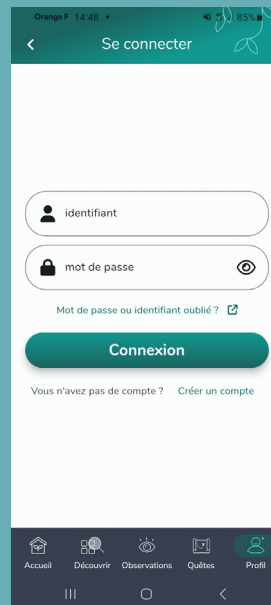 Orange F 14:48 • 85%
Se connecter
identifiant
mot de passe
Mot de passe ou identifiant oublié ?
Connexion
Vous n'avez pas de compte ? Créer un compte
Accueil Découvrir Observations Quêtes Profil